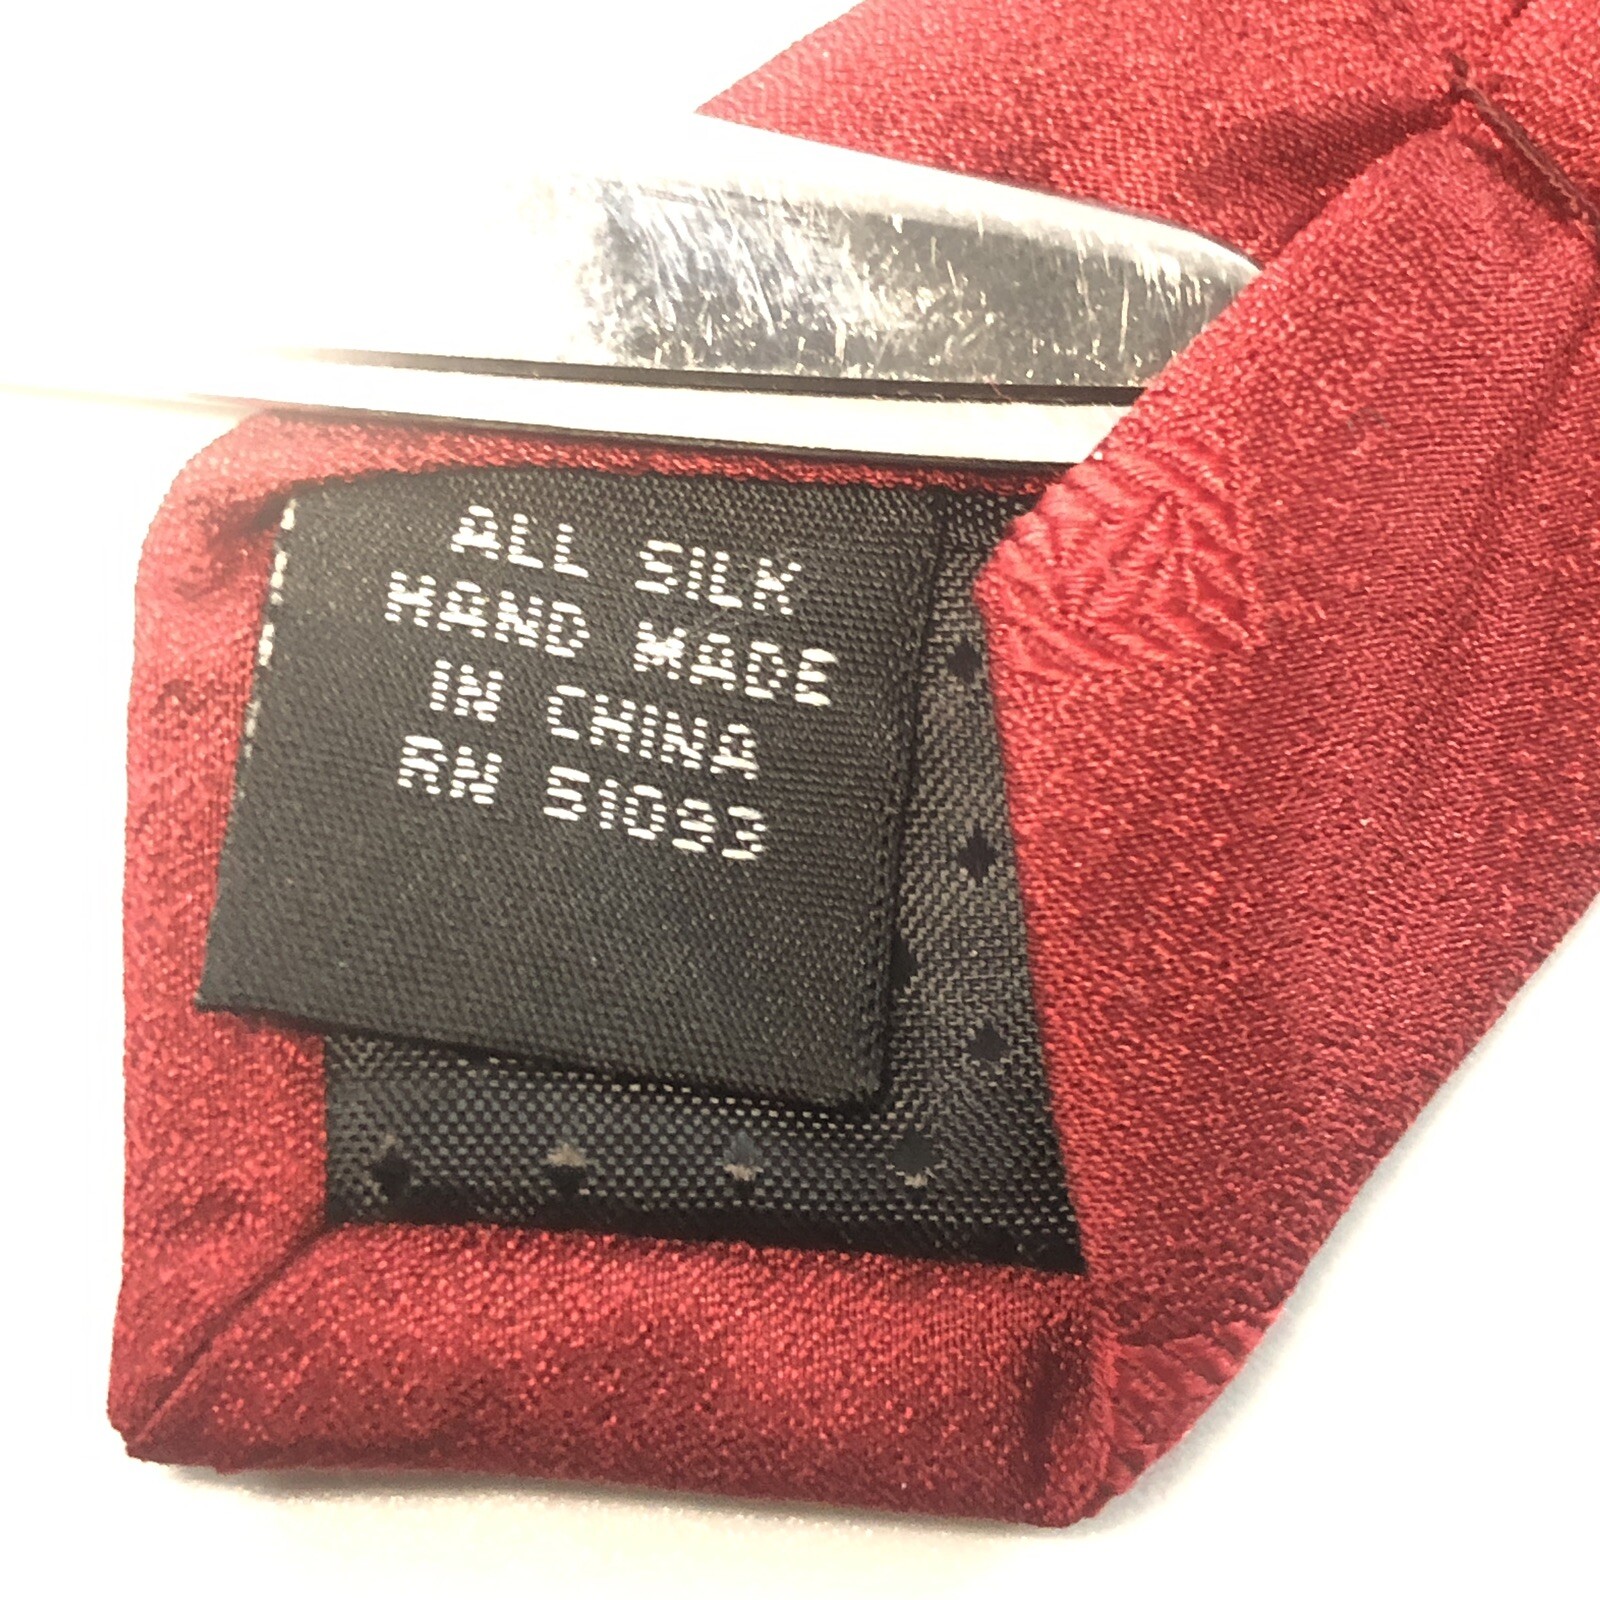 ALL SILK
HAND MADE
IN CHINA
RN 51093